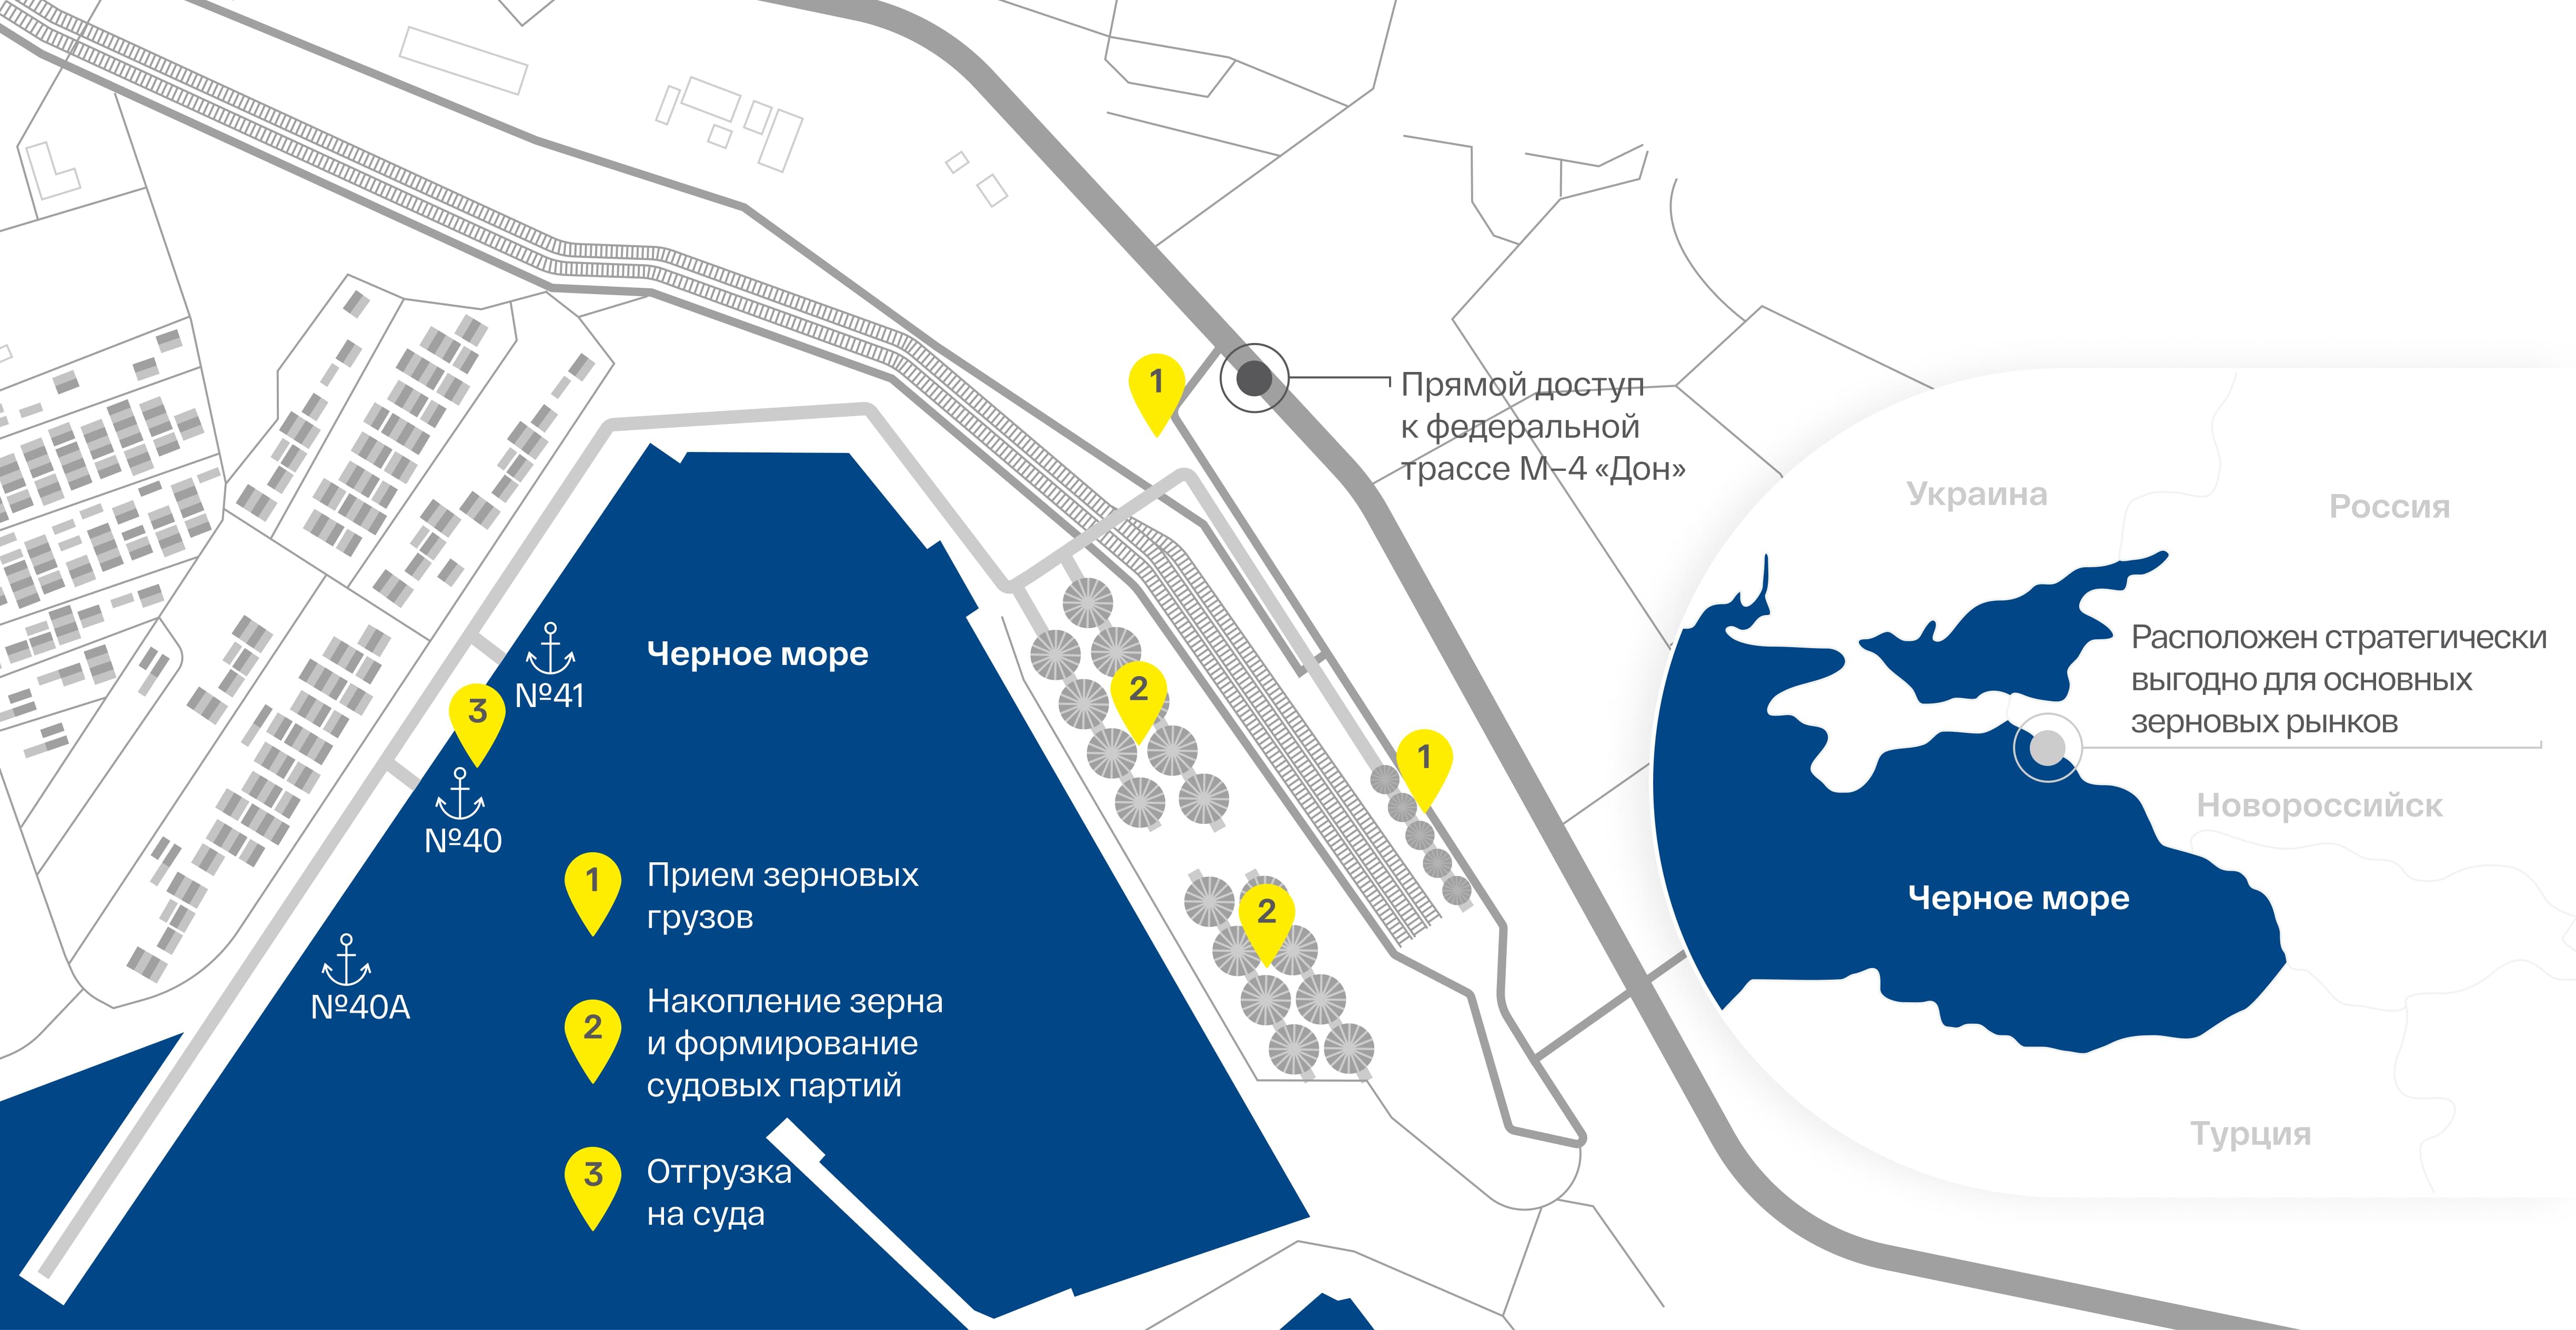 1
Прямой доступ
к федеральной
трассе М–4 «Дон»
Украина
Россия
Расположен стратегически
выгодно для основных
зерновых рынков
Новороссийск
Черное море
Турция
Черное море
№41
3
№40
№40А
2
1
2
1
Прием зерновых
грузов
2
Накопление зерна
и формирование
судовых партий
3
Отгрузка
на суда